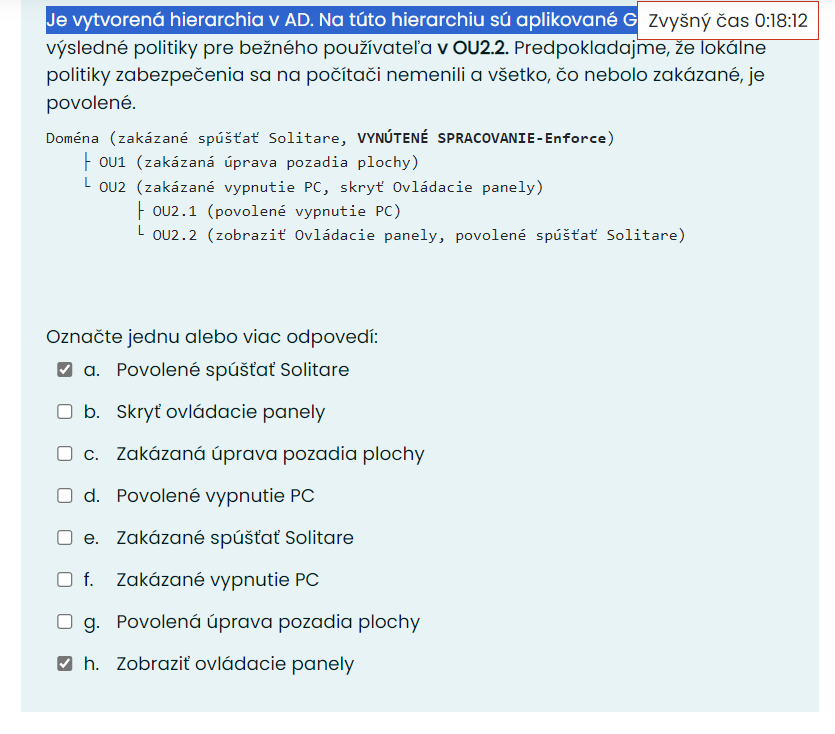 Je vytvorená hierarchia v AD. Na túto hierarchiu sú aplikované G
Zvyšný čas 0:18:12
výsledné politiky pre bežného používateľa v OU2.2. Predpokladajme, že lokálne
politiky zabezpečenia sa na počítači nemenili a všetko, čo nebolo zakázané, je
povolené.
Doména (zakázané spúšťať Solitare, VYNÚTENÉ SPRACOVANIE-Enforce)
├ OU1 (zakázaná úprava pozadia plochy)
└ OU2 (zakázané vypnutie PC, skryť Ovládacie panely)
├ OU2.1 (povolené vypnutie PC)
└ OU2.2 (zobraziť Ovládacie panely, povolené spúšťať Solitare)
Označte jednu alebo viac odpovedí:
a. Povolené spúšťať Solitare
b. Skryť ovládacie panely
c. Zakázaná úprava pozadia plochy
d. Povolené vypnutie PC
e. Zakázané spúšťať Solitare
f. Zakázané vypnutie PC
g. Povolená úprava pozadia plochy
h. Zobraziť ovládacie panely